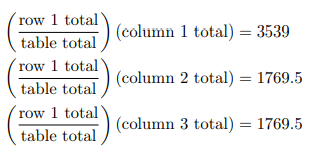 (row 1 total / table total) (column 1 total) = 3539
(row 1 total / table total) (column 2 total) = 1769.5
(row 1 total / table total) (column 3 total) = 1769.5